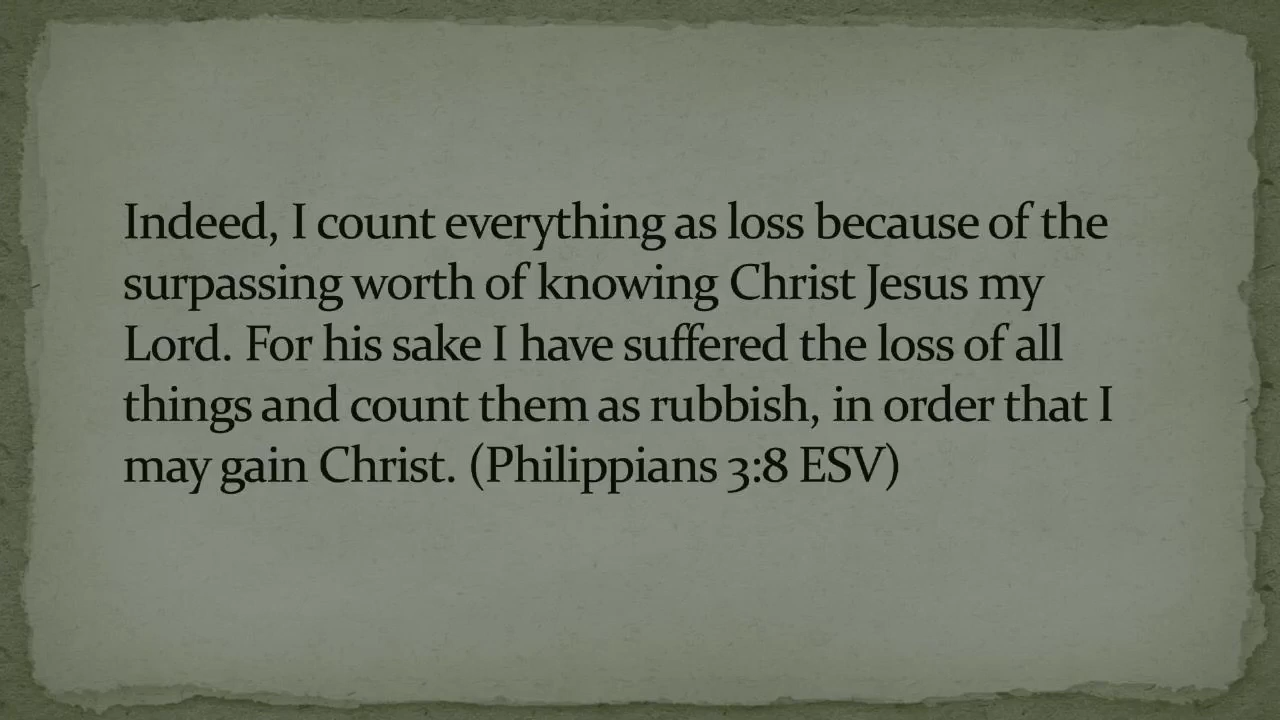 Indeed, I count everything as loss because of the
surpassing worth of knowing Christ Jesus my
Lord. For his sake I have suffered the loss of all
things and count them as rubbish, in order that I
may gain Christ. (Philippians 3:8 ESV)